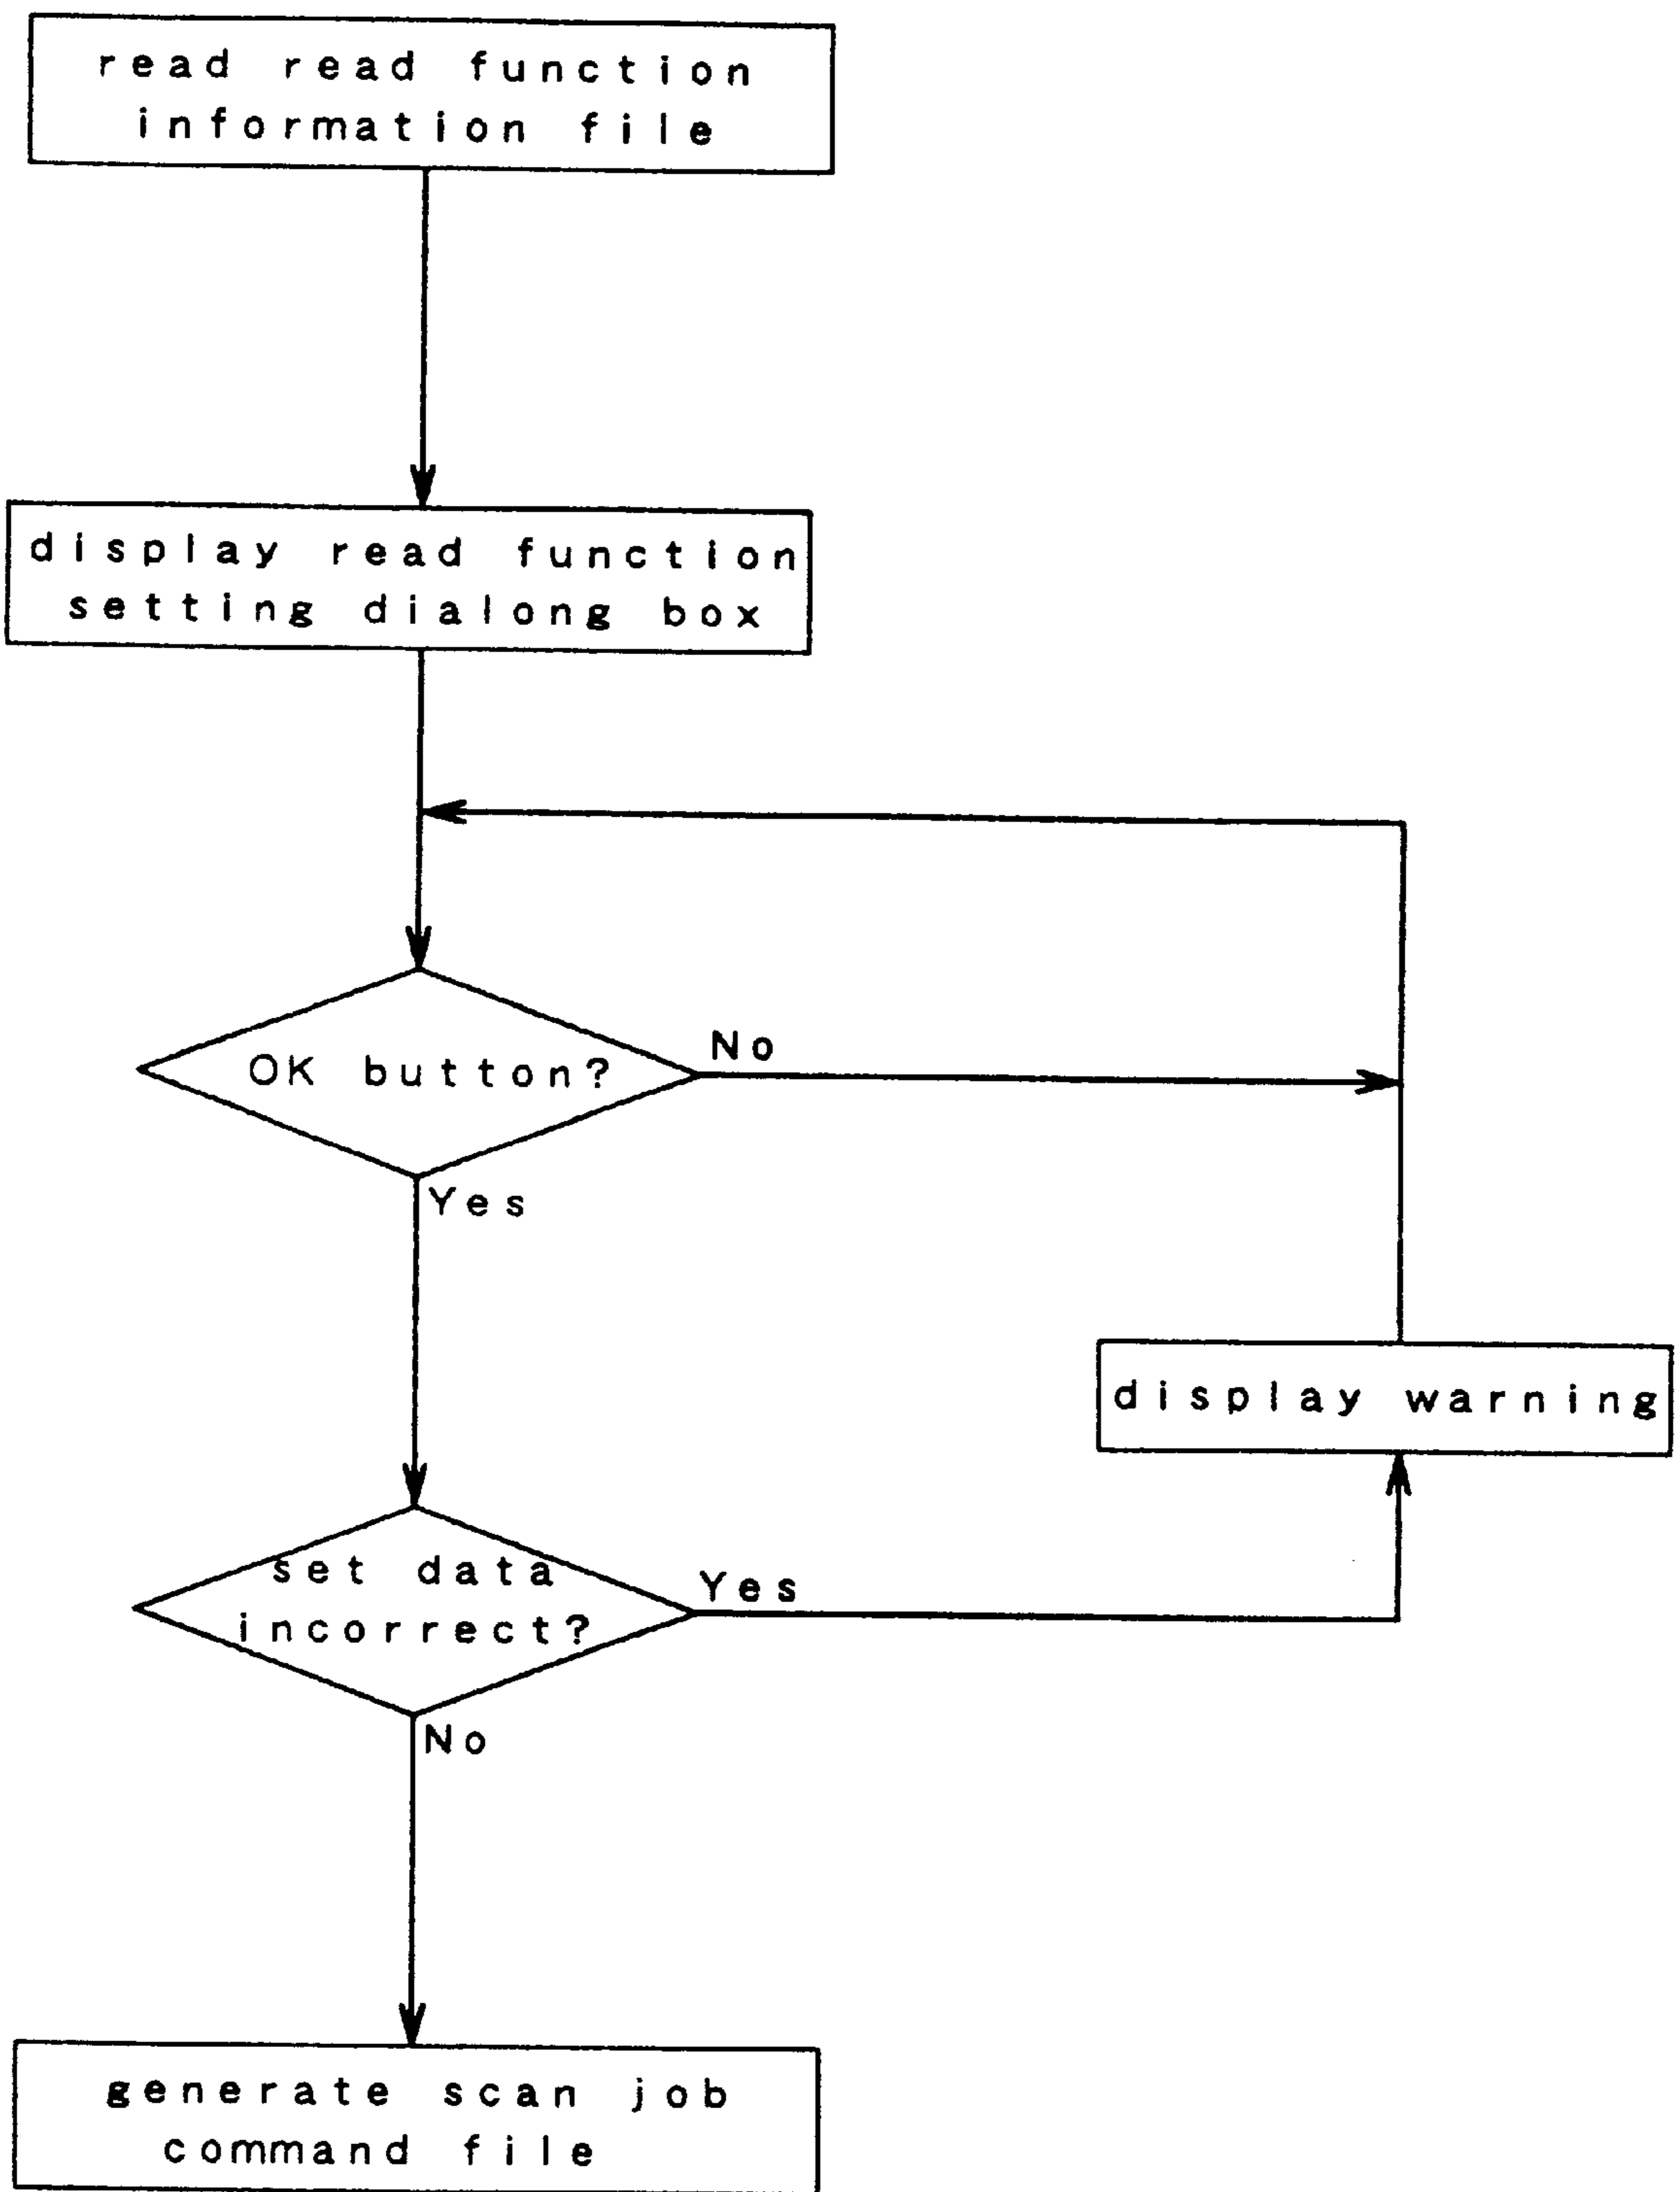 read read function
information file
display read function
setting dialong box
OK button?
No
Yes
display warning
set data
incorrect?
Yes
No
generate scan job
command file